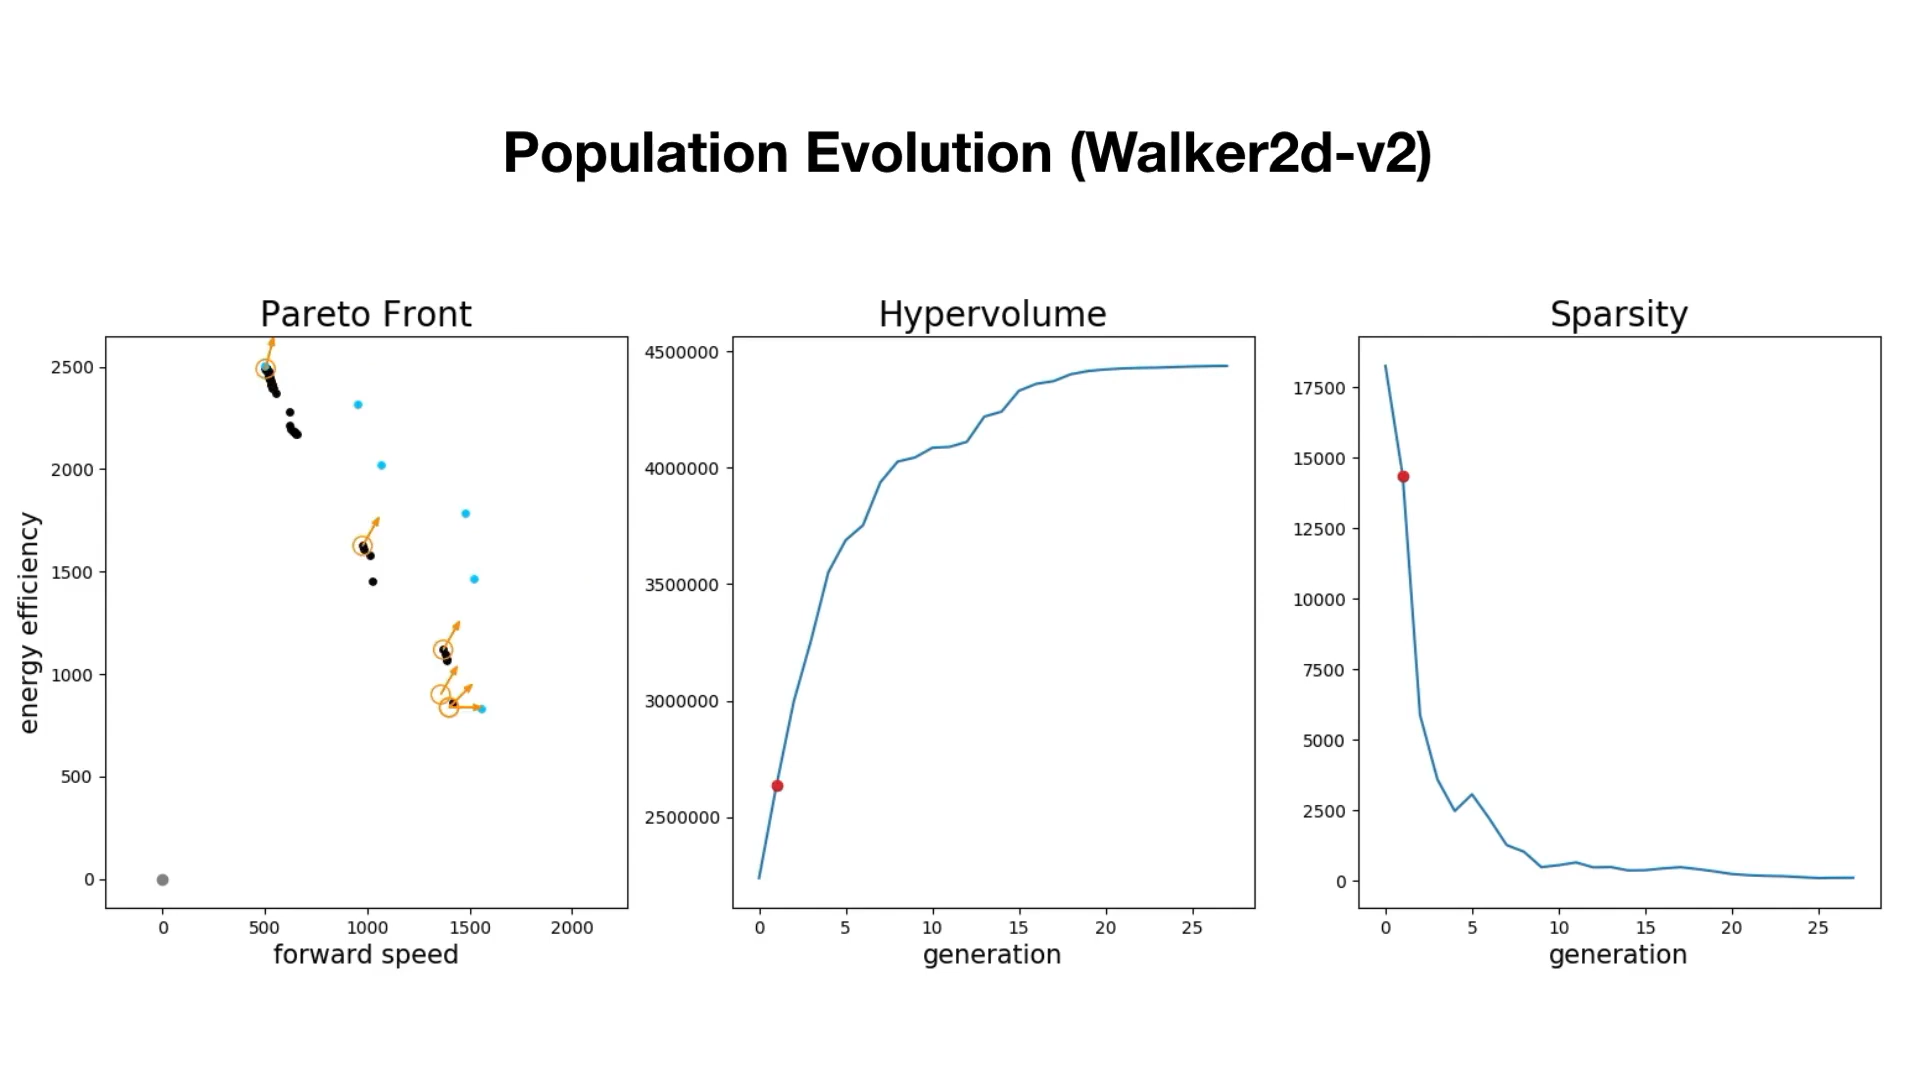 Population Evolution (Walker2d-v2)
Pareto Front
energy efficiency
2500
2000
1500
1000
500
0
0 500 1000 1500 2000
forward speed
Hypervolume
4500000
4000000
3500000
3000000
2500000
0 5 10 15 20 25
generation
Sparsity
17500
15000
12500
10000
7500
5000
2500
0
0 5 10 15 20 25
generation